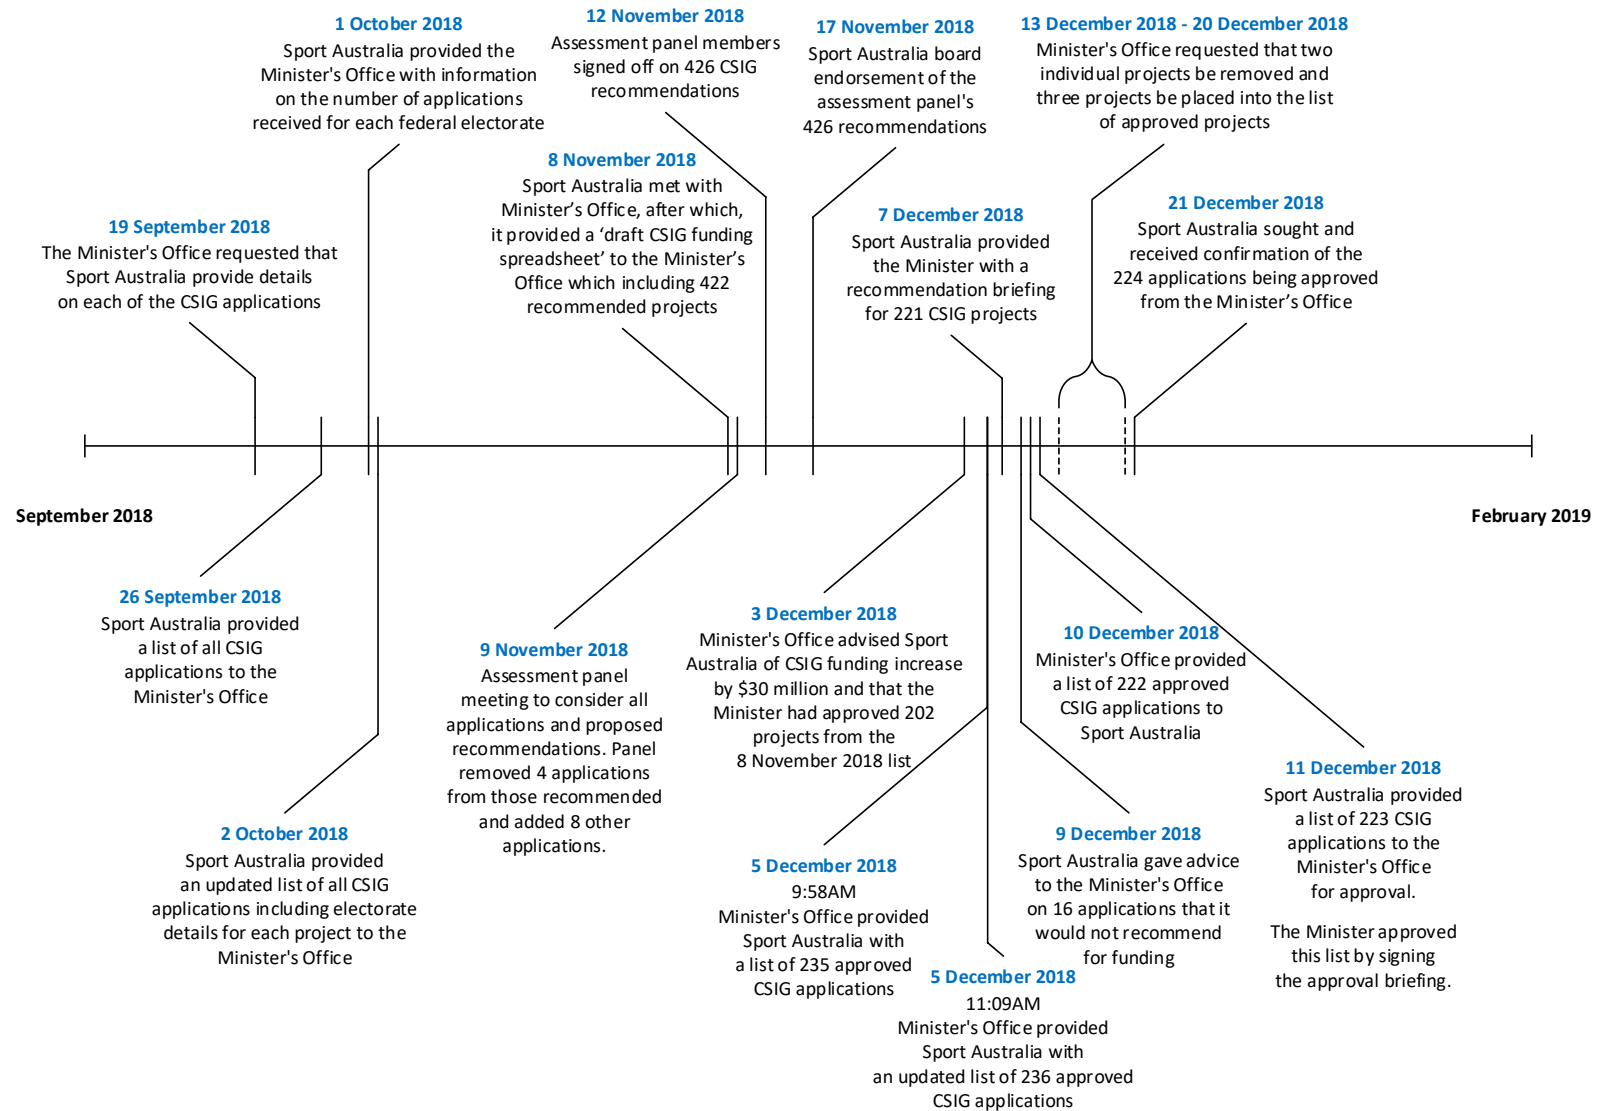 1 October 2018
Sport Australia provided the
Minister's Office with information
on the number of applications
received for each federal electorate
12 November 2018
Assessment panel members
signed off on 426 CSIG
recommendations
17 November 2018
Sport Australia board
endorsement of the
assessment panel's
426 recommendations
13 December 2018 - 20 December 2018
Minister's Office requested that two
individual projects be removed and
three projects be placed into the list
of approved projects
19 September 2018
The Minister's Office requested that
Sport Australia provide details
on each of the CSIG applications
8 November 2018
Sport Australia met with
Minister’s Office, after which,
it provided a ‘draft CSIG funding
spreadsheet’ to the Minister’s
Office which including 422
recommended projects
7 December 2018
Sport Australia provided
the Minister with a
recommendation briefing
for 221 CSIG projects
21 December 2018
Sport Australia sought and
received confirmation of the
224 applications being approved
from the Minister’s Office
September 2018
February 2019
26 September 2018
Sport Australia provided
a list of all CSIG
applications to the
Minister's Office
2 October 2018
Sport Australia provided
an updated list of all CSIG
applications including electorate
details for each project to the
Minister's Office
9 November 2018
Assessment panel
meeting to consider all
applications and proposed
recommendations. Panel
removed 4 applications
from those recommended
and added 8 other
applications.
3 December 2018
Minister's Office advised Sport
Australia of CSIG funding increase
by $30 million and that the
Minister had approved 202
projects from the
8 November 2018 list
5 December 2018
9:58AM
Minister's Office provided
Sport Australia with
a list of 235 approved
CSIG applications
5 December 2018
11:09AM
Minister's Office provided
Sport Australia with
an updated list of 236 approved
CSIG applications
9 December 2018
Sport Australia gave advice
to the Minister's Office
on 16 applications that it
would not recommend
for funding
10 December 2018
Minister's Office provided
a list of 222 approved
CSIG applications to
Sport Australia
11 December 2018
Sport Australia provided
a list of 223 CSIG
applications to the
Minister's Office
for approval.
The Minister approved
this list by signing
the approval briefing.